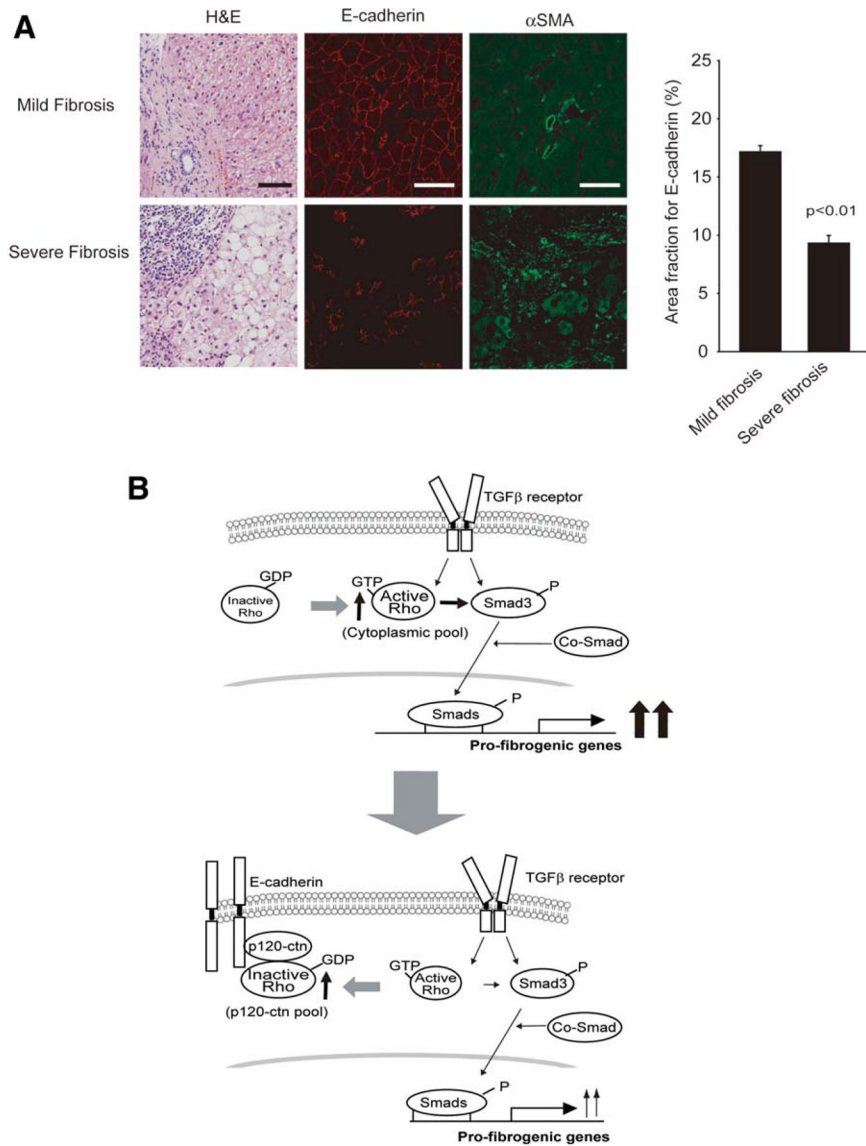 A
H&E
E-cadherin
αSMA
Mild Fibrosis
Severe Fibrosis
Area fraction for E-cadherin (%)
25
20
15
10
5
0
p<0.01
Mild fibrosis
Severe fibrosis
B
TGFβ receptor
GDP
Inactive
Rho
GTP
Active
Rho
(Cytoplasmic pool)
P
Smad3
Co-Smad
P
Smads
Pro-fibrogenic genes
E-cadherin
TGFβ receptor
p120-ctn
GDP
Inactive
Rho
(p120-ctn pool)
GTP
Active
Rho
P
Smad3
Co-Smad
P
Smads
Pro-fibrogenic genes